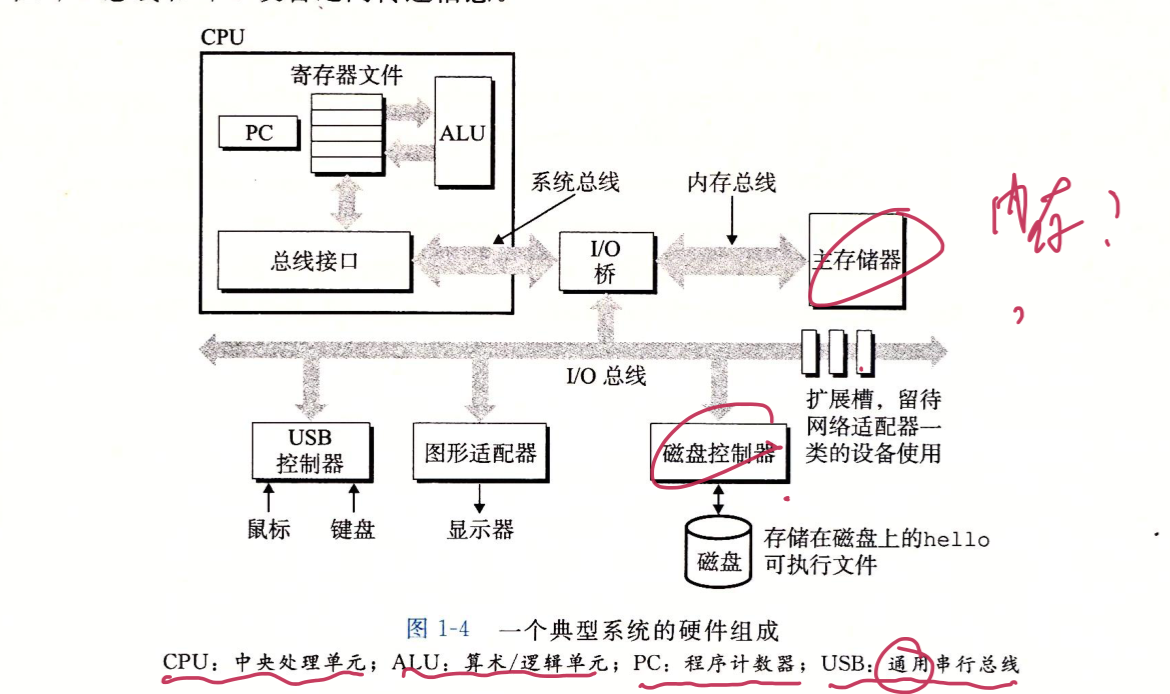 CPU
寄存器文件
PC
ALU
系统总线
内存总线
内存?
总线接口
I/O
桥
主存储器
I/O 总线
扩展槽，留待
网络适配器一
类的设备使用
USB
控制器
图形适配器
磁盘控制器
鼠标
键盘
显示器
磁盘
存储在磁盘上的hello
可执行文件
图 1-4 一个典型系统的硬件组成
CPU：中央处理单元；ALU：算术/逻辑单元；PC：程序计数器；USB：通用串行总线